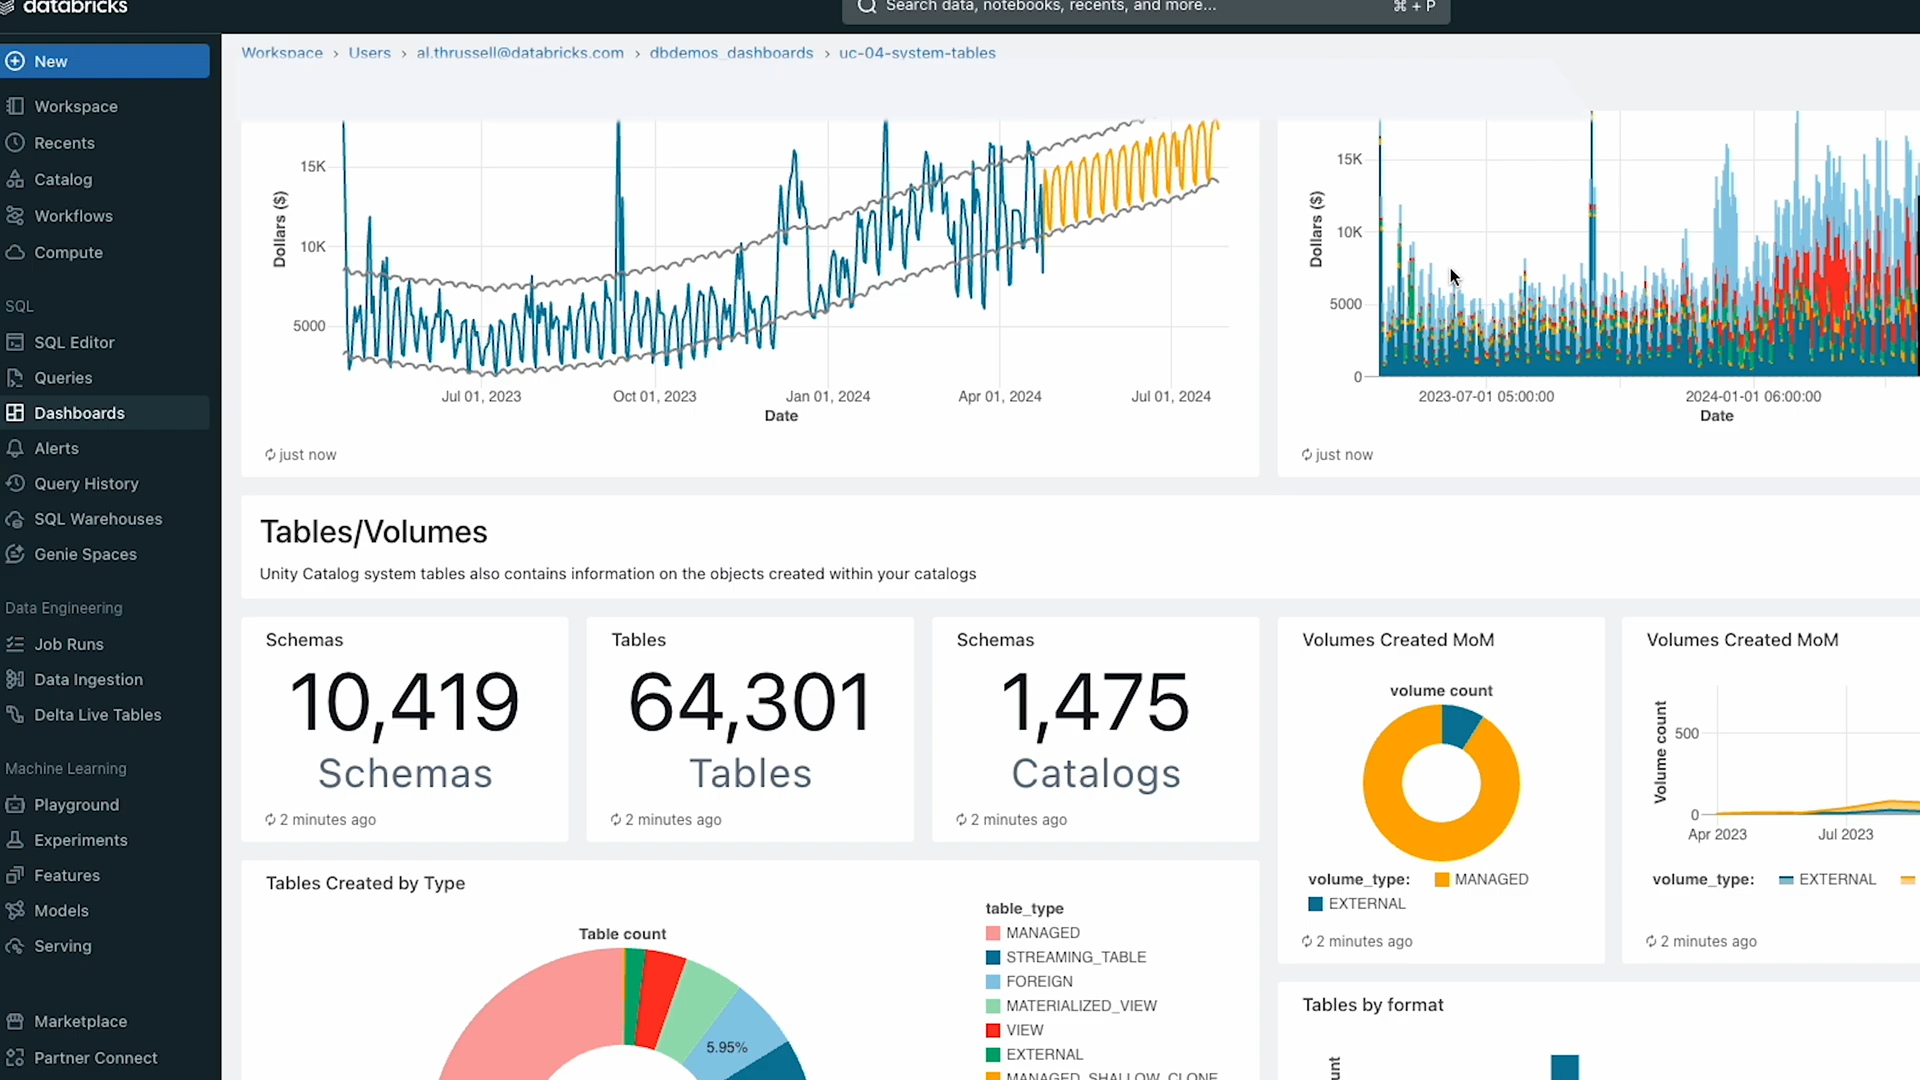 databricks
Search data, notebooks, recents, and more...
⌘ + P
New
Workspace
Recents
Catalog
Workflows
Compute
SQL
SQL Editor
Queries
Dashboards
Alerts
Query History
SQL Warehouses
Genie Spaces
Data Engineering
Job Runs
Data Ingestion
Delta Live Tables
Machine Learning
Playground
Experiments
Features
Models
Serving
Marketplace
Partner Connect
Workspace › Users › al.thrussell@databricks.com › dbdemos_dashboards › uc-04-system-tables
Dollars ($)
15K
10K
5000
Jul 01, 2023
Oct 01, 2023
Jan 01, 2024
Apr 01, 2024
Jul 01, 2024
Date
just now
Dollars ($)
15K
10K
5000
0
2023-07-01 05:00:00
2024-01-01 06:00:00
Date
just now
Tables/Volumes
Unity Catalog system tables also contains information on the objects created within your catalogs
Schemas
10,419
Schemas
2 minutes ago
Tables
64,301
Tables
2 minutes ago
Schemas
1,475
Catalogs
2 minutes ago
Volumes Created MoM
volume count
volume_type:
MANAGED
EXTERNAL
2 minutes ago
Volumes Created MoM
Volume count
500
0
Apr 2023
Jul 2023
volume_type:
EXTERNAL
2 minutes ago
Tables Created by Type
Table count
5.95%
table_type
MANAGED
STREAMING_TABLE
FOREIGN
MATERIALIZED_VIEW
VIEW
EXTERNAL
MANAGED_SHALLOW_CLONE
Tables by format